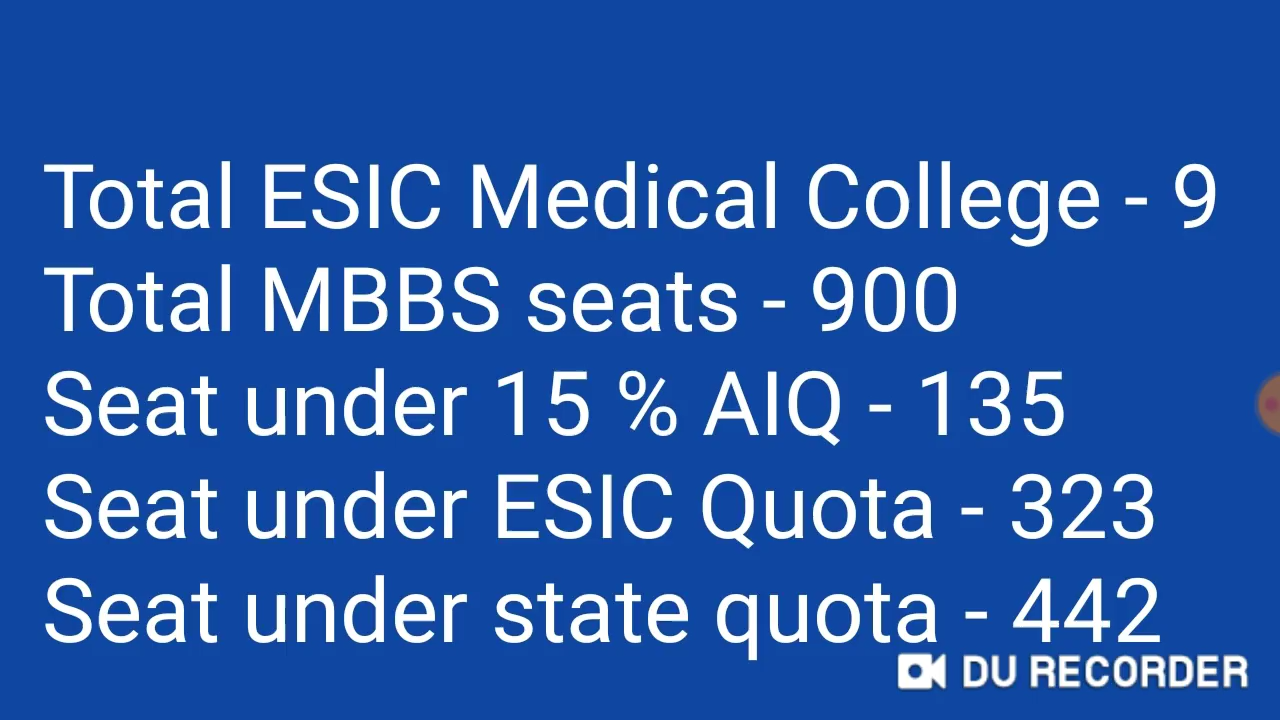 Total ESIC Medical College - 9
Total MBBS seats - 900
Seat under 15 % AIQ - 135
Seat under ESIC Quota - 323
Seat under state quota - 442
DU RECORDER